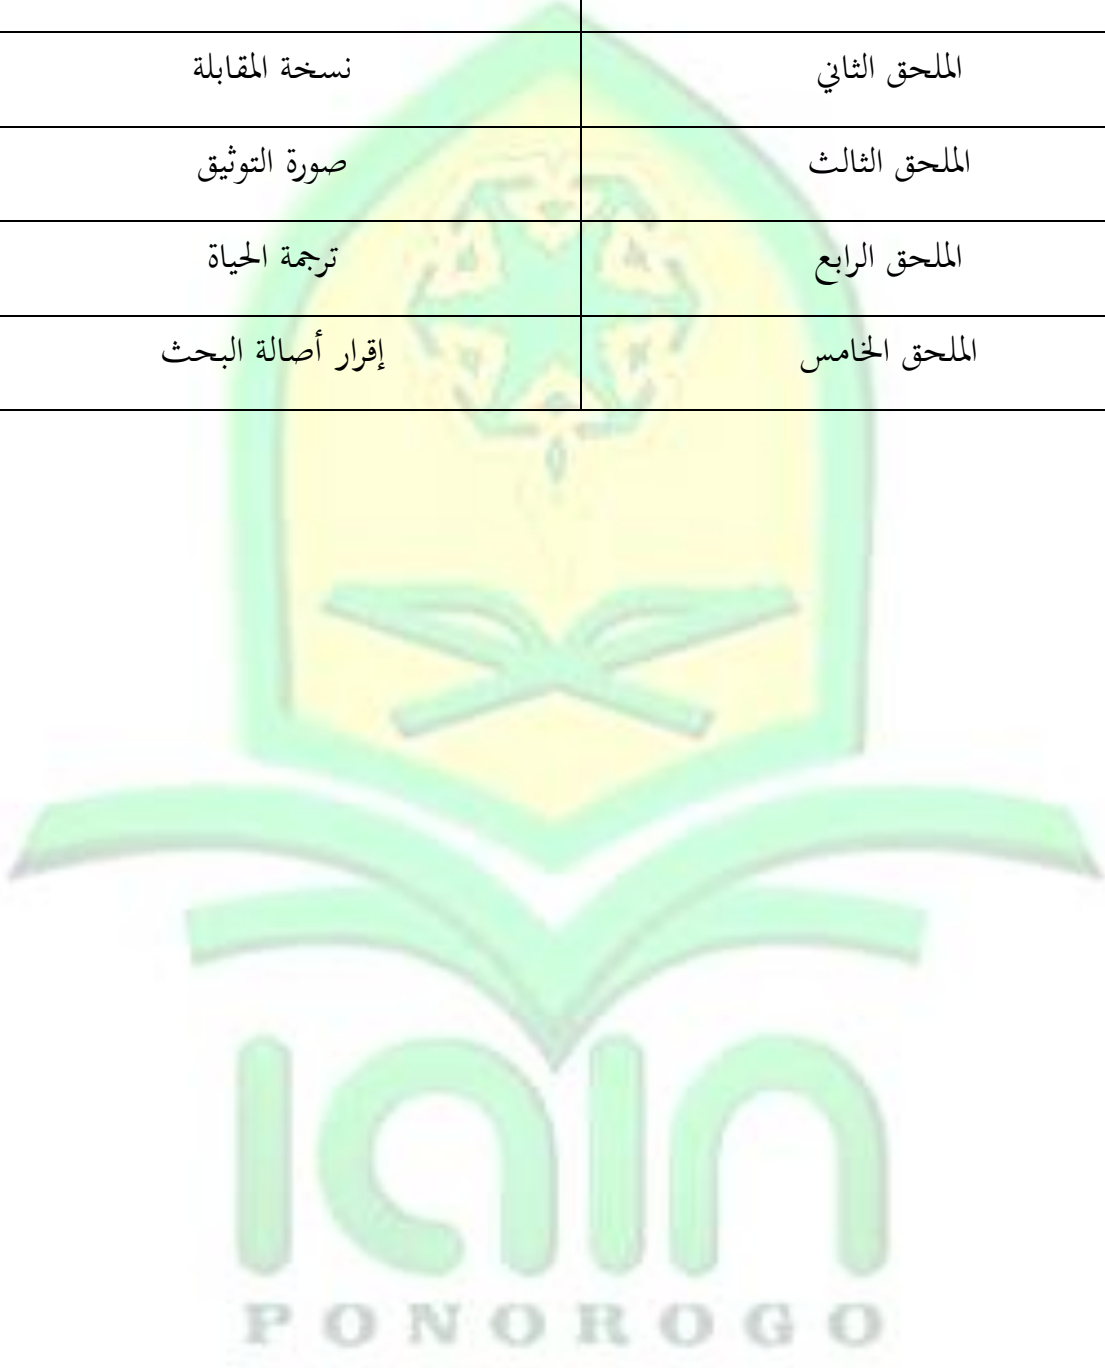 الملحق الثاني نسخة المقابلة
الملحق الثالث صورة التوثيق
الملحق الرابع ترجمة الحياة
الملحق الخامس إقرار أصالة البحث
iain
PONOROGO